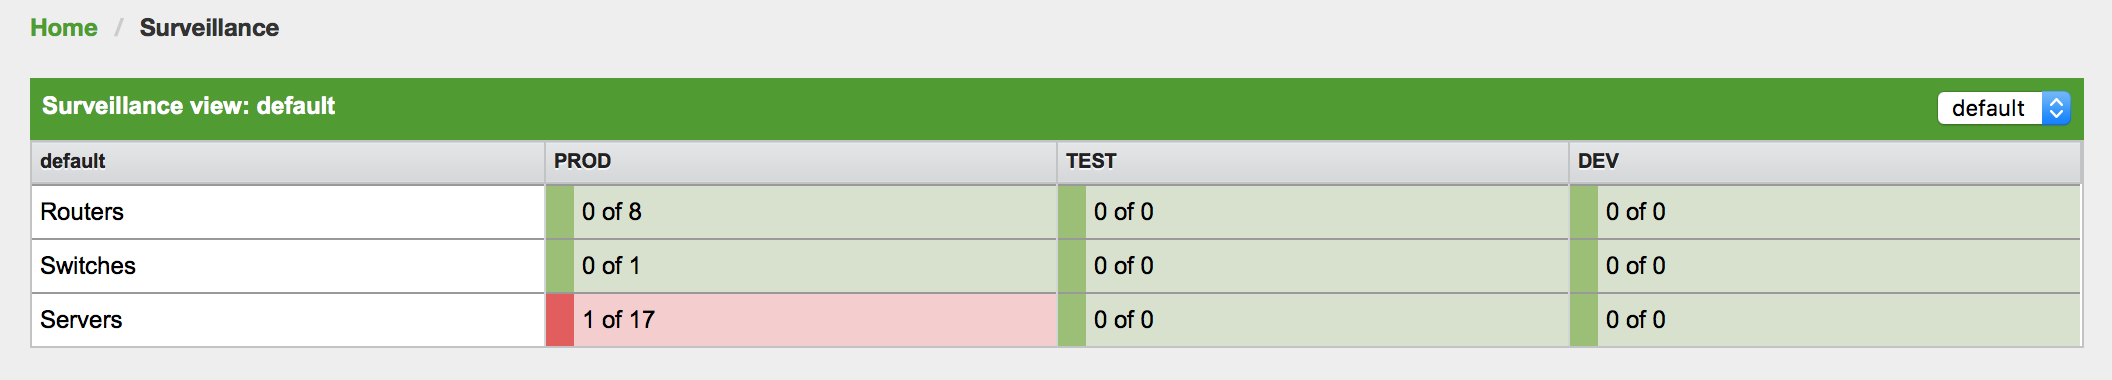 Home / Surveillance
Surveillance view: default default
default PROD TEST DEV
Routers 0 of 8 0 of 0 0 of 0
Switches 0 of 1 0 of 0 0 of 0
Servers 1 of 17 0 of 0 0 of 0